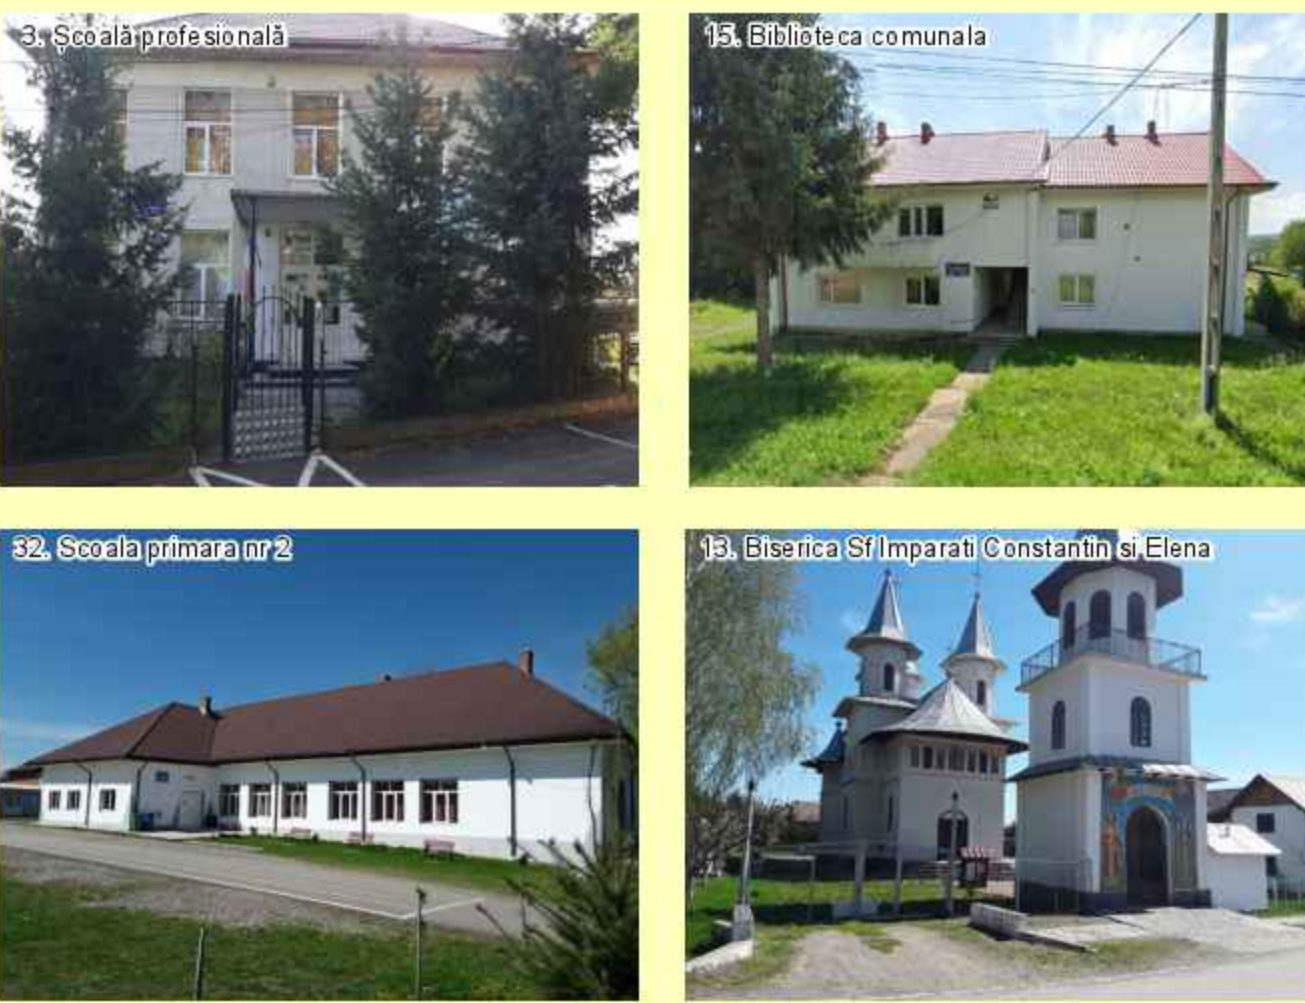 3. Școală profesională
15. Biblioteca comunala
32. Scoala primara nr 2
13. Biserica Sf Imparati Constantin si Elena